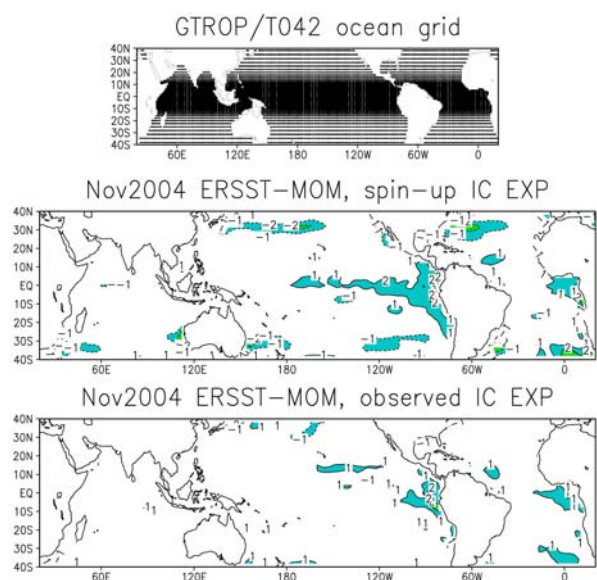 GTROP/T042 ocean grid
40N
30N
20N
10N
EQ
10S
20S
30S
40S
60E 120E 180 120W 60W 0
Nov2004 ERSST-MOM, spin-up IC EXP
40N
30N
20N
10N
EQ
10S
20S
30S
40S
60E 120E 180 120W 60W 0
Nov2004 ERSST-MOM, observed IC EXP
40N
30N
20N
10N
EQ
10S
20S
30S
40S
60E 120E 180 120W 60W 0